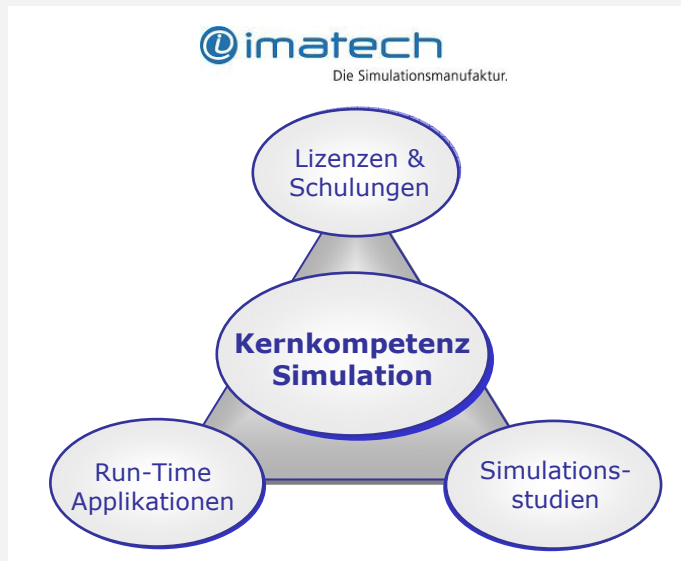 imatech
Die Simulationsmanufaktur.
Lizenzen &
Schulungen
Kernkompetenz
Simulation
Run-Time
Applikationen
Simulations-
studien